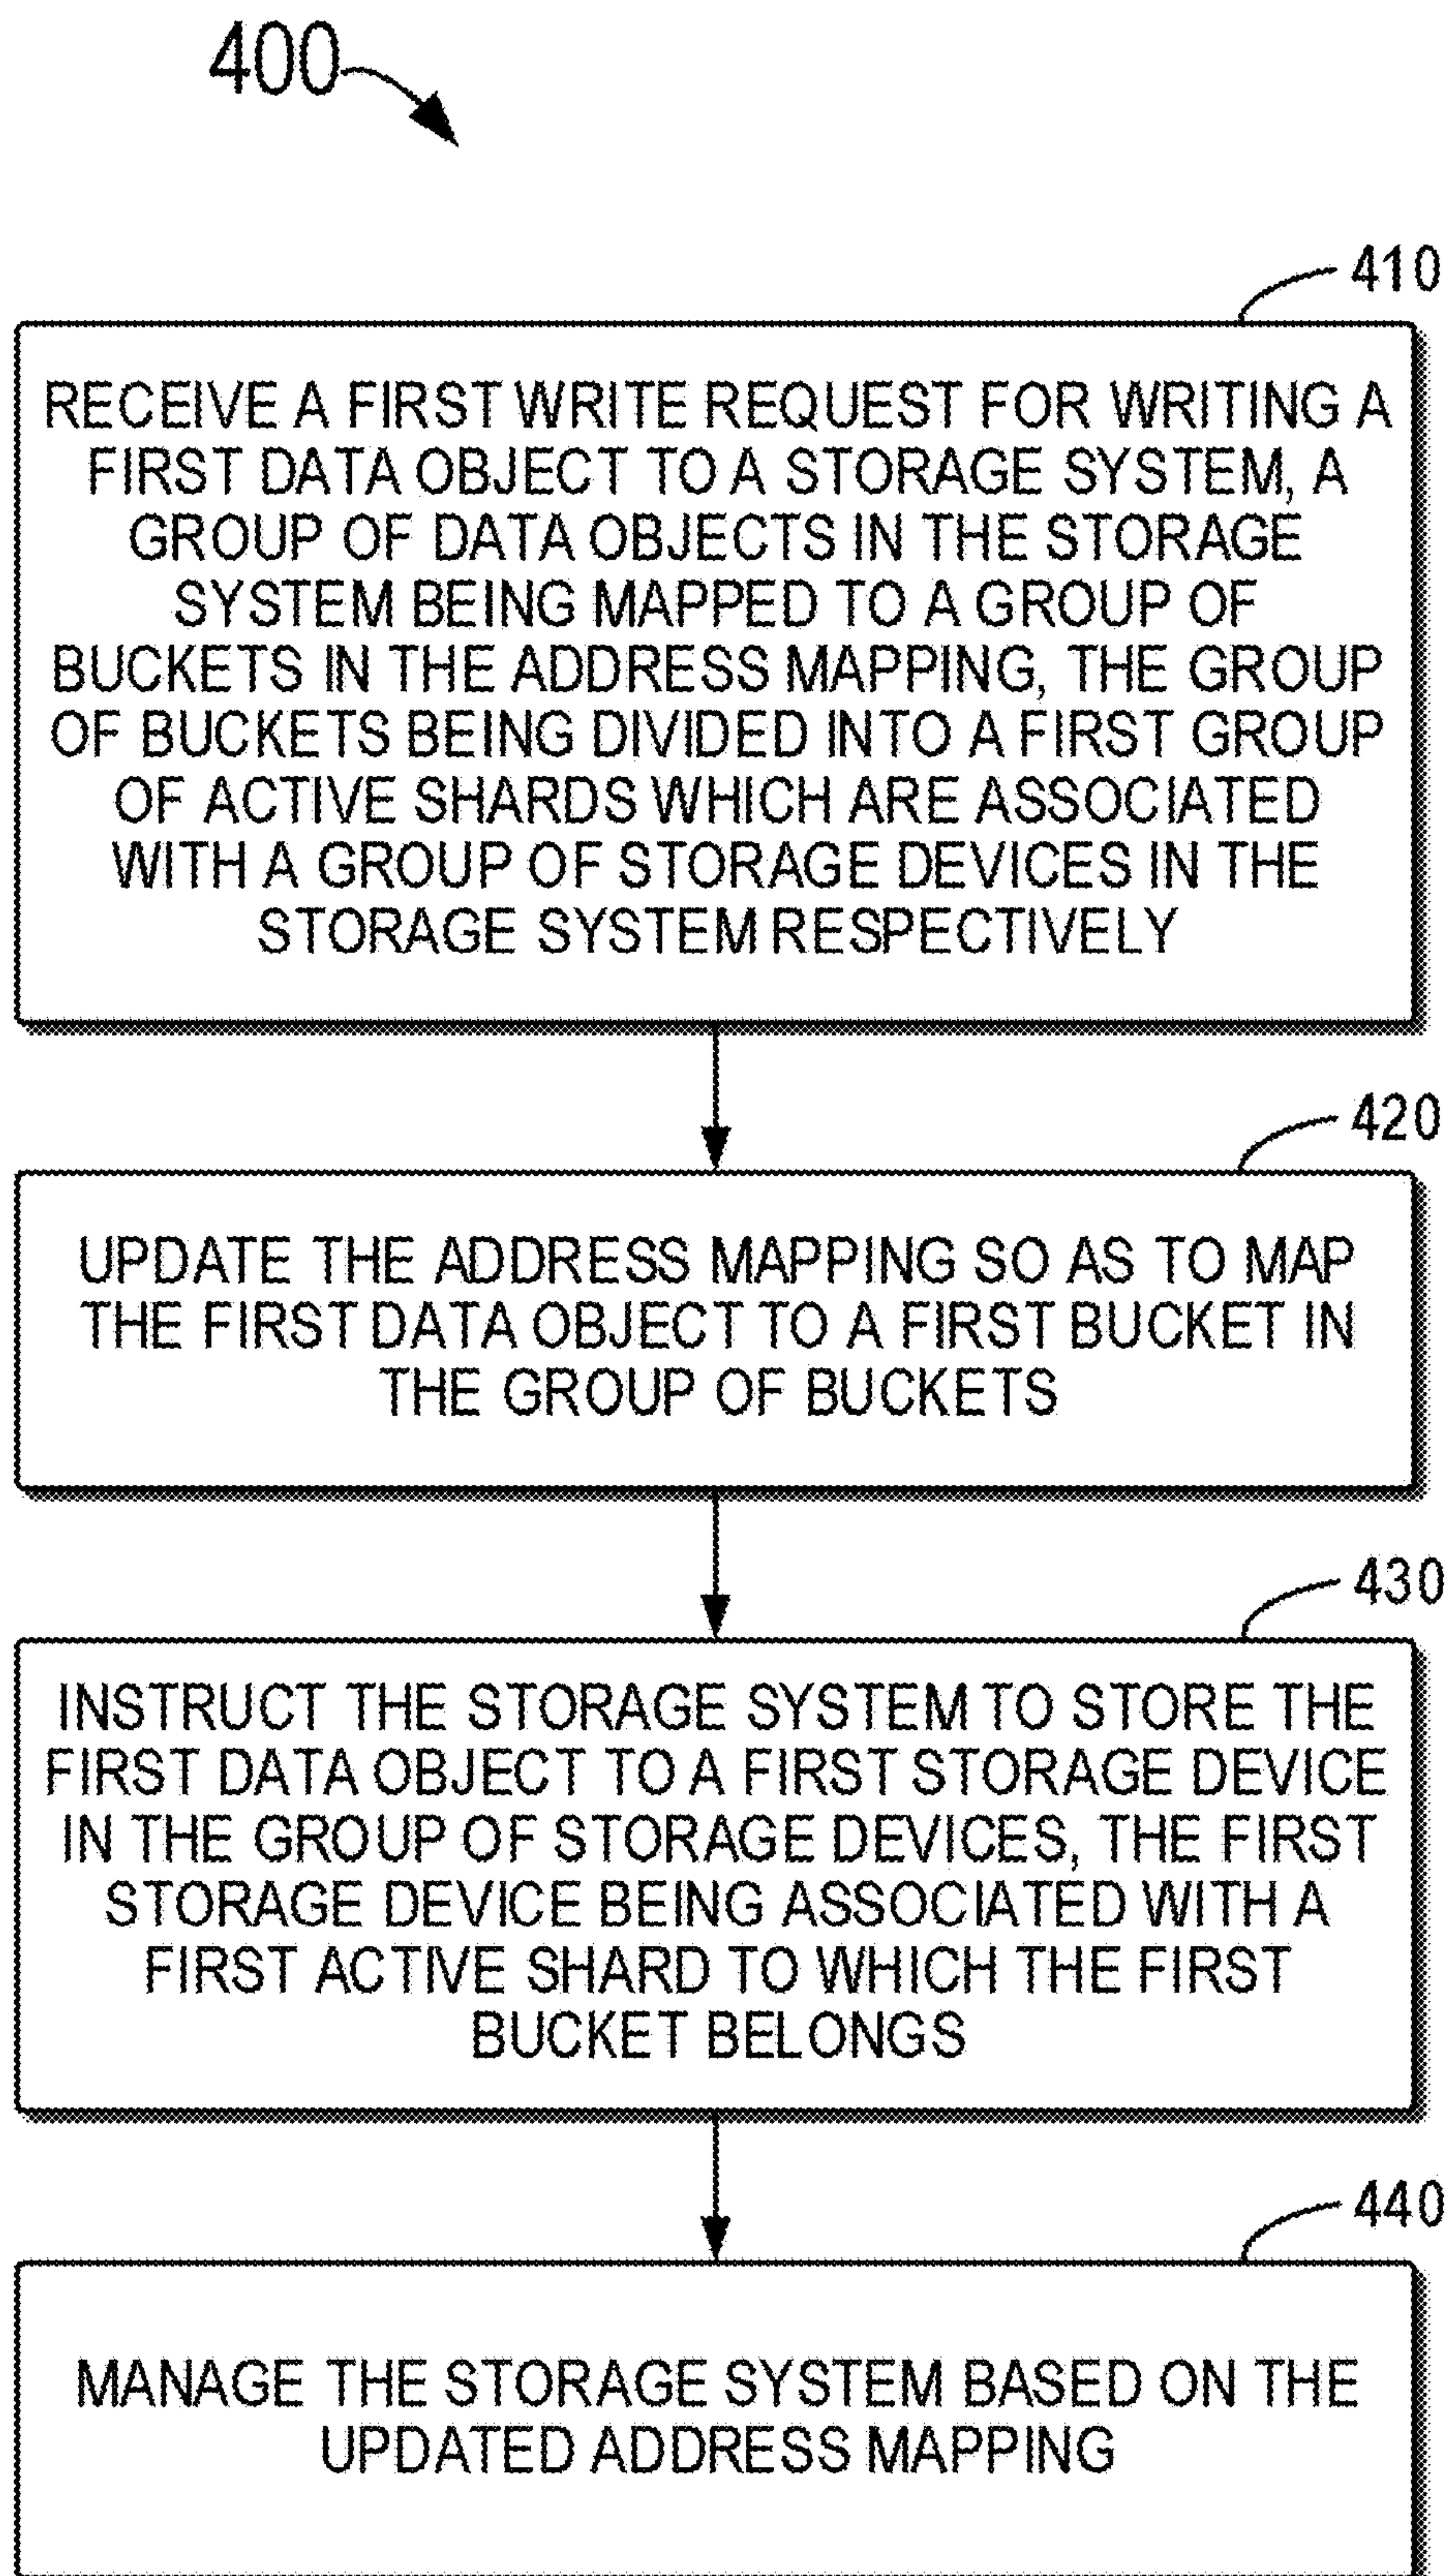 400
410
RECEIVE A FIRST WRITE REQUEST FOR WRITING A
FIRST DATA OBJECT TO A STORAGE SYSTEM, A
GROUP OF DATA OBJECTS IN THE STORAGE
SYSTEM BEING MAPPED TO A GROUP OF
BUCKETS IN THE ADDRESS MAPPING, THE GROUP
OF BUCKETS BEING DIVIDED INTO A FIRST GROUP
OF ACTIVE SHARDS WHICH ARE ASSOCIATED
WITH A GROUP OF STORAGE DEVICES IN THE
STORAGE SYSTEM RESPECTIVELY
420
UPDATE THE ADDRESS MAPPING SO AS TO MAP
THE FIRST DATA OBJECT TO A FIRST BUCKET IN
THE GROUP OF BUCKETS
430
INSTRUCT THE STORAGE SYSTEM TO STORE THE
FIRST DATA OBJECT TO A FIRST STORAGE DEVICE
IN THE GROUP OF STORAGE DEVICES, THE FIRST
STORAGE DEVICE BEING ASSOCIATED WITH A
FIRST ACTIVE SHARD TO WHICH THE FIRST
BUCKET BELONGS
440
MANAGE THE STORAGE SYSTEM BASED ON THE
UPDATED ADDRESS MAPPING